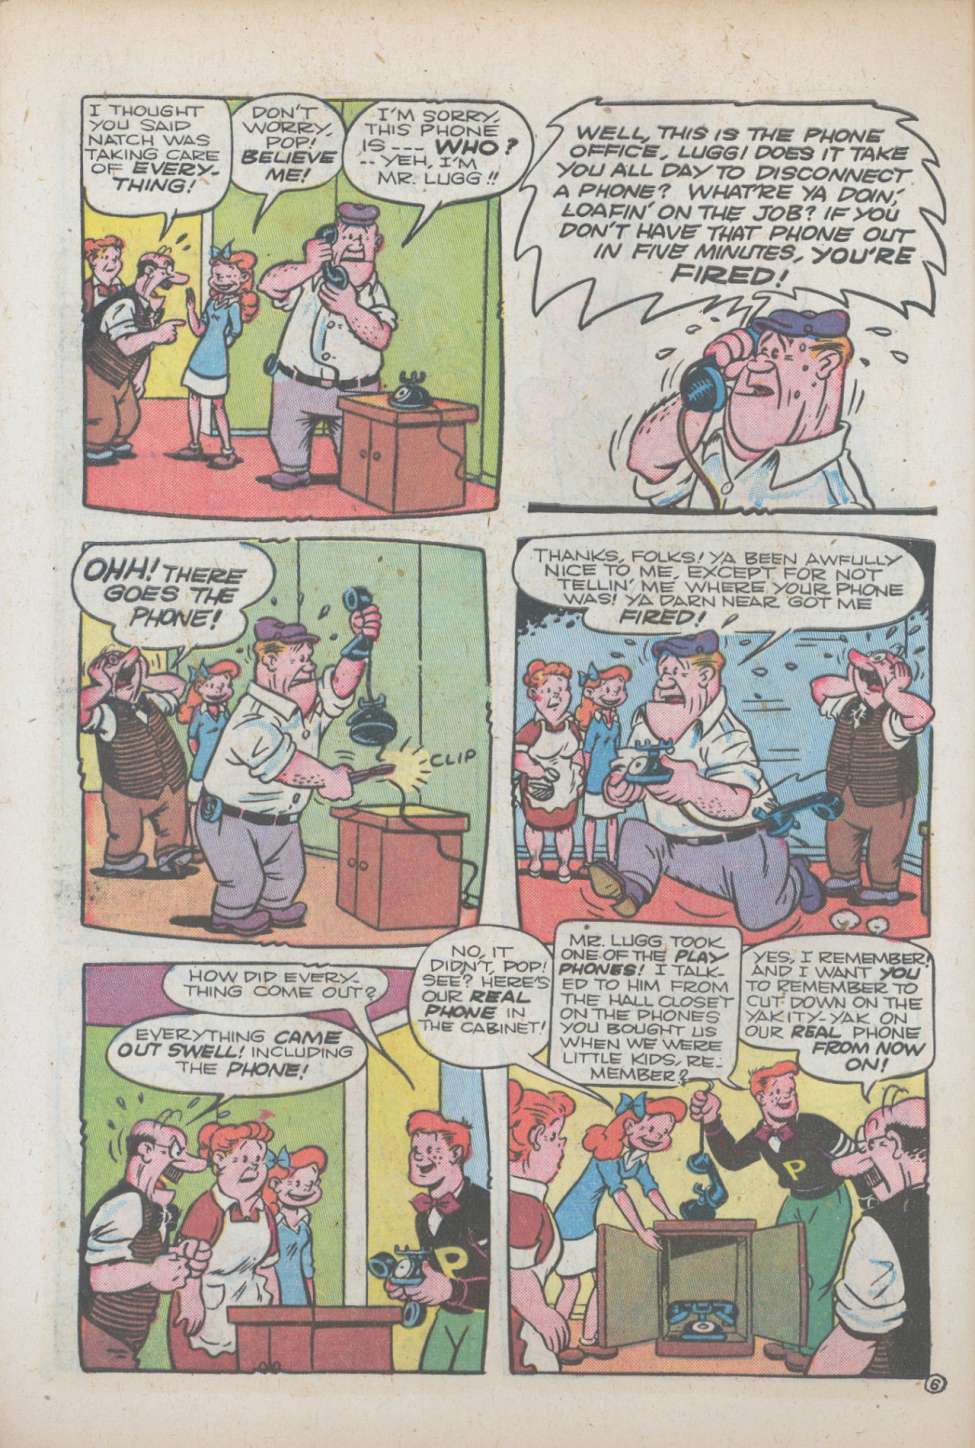 I THOUGHT
YOU SAID
NATCH WAS
TAKING CARE
OF EVERY-
THING!
DON'T
WORRY,
POP!
BELIEVE
ME!
I'M SORRY,
THIS PHONE
IS ---- WHO?
-- YEH, I'M
MR. LUGG!!
WELL, THIS IS THE PHONE
OFFICE, LUGG! DOES IT TAKE
YOU ALL DAY TO DISCONNECT
A PHONE? WHAT'RE YA DOIN',
LOAFIN' ON THE JOB? IF YOU
DON'T HAVE THAT PHONE OUT
IN FIVE MINUTES, YOU'RE
FIRED!
OHH! THERE
GOES THE
PHONE!
CLIP
THANKS, FOLKS! YA BEEN AWFULLY
NICE TO ME, EXCEPT FOR NOT
TELLIN' ME WHERE YOUR PHONE
WAS! YA DARN NEAR GOT ME
FIRED!
HOW DID EVERY-
THING COME OUT?
EVERYTHING CAME
OUT SWELL! INCLUDING
THE PHONE!
P
NO, IT
DIDN'T, POP!
SEE? HERE'S
OUR REAL
PHONE IN
THE CABINET!
MR. LUGG TOOK
ONE OF THE PLAY
PHONES! I TALK-
ED TO HIM FROM
THE HALL CLOSET
ON THE PHONES
YOU BOUGHT US
WHEN WE WERE
LITTLE KIDS, RE-
MEMBER?
YES, I REMEMBER!
AND I WANT YOU
TO REMEMBER TO
CUT DOWN ON THE
YAKITY-YAK ON
OUR REAL PHONE
FROM NOW
ON!
P
6